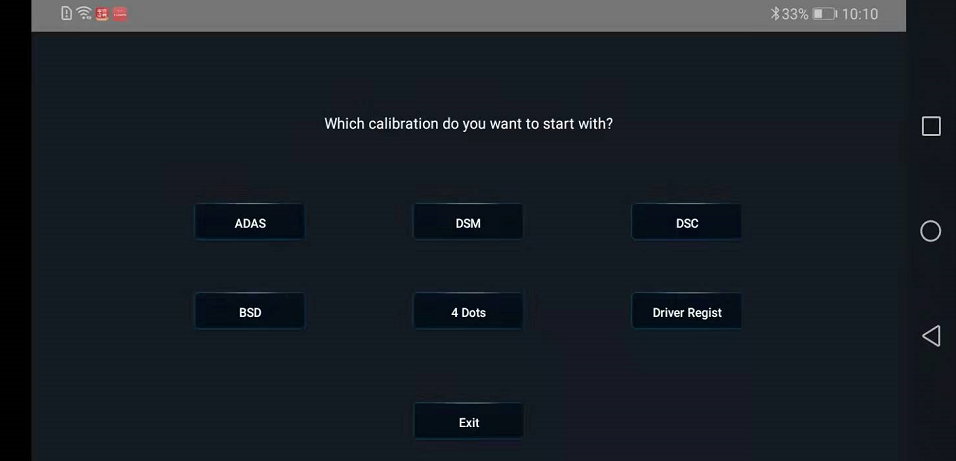 33% 10:10
Which calibration do you want to start with?
ADAS DSM DSC
BSD 4 Dots Driver Regist
Exit